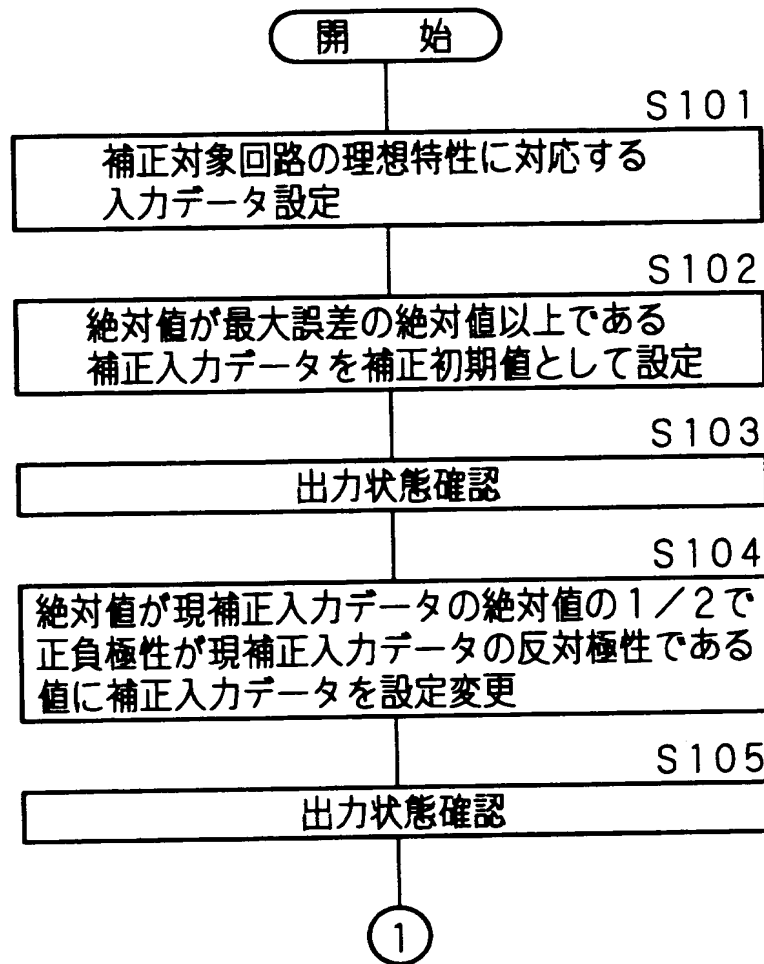 開 始
S101
補正対象回路の理想特性に対応する
入力データ設定
S102
絶対値が最大誤差の絶対値以上である
補正入力データを補正初期値として設定
S103
出力状態確認
S104
絶対値が現補正入力データの絶対値の1/2で
正負極性が現補正入力データの反対極性である
値に補正入力データを設定変更
S105
出力状態確認
1